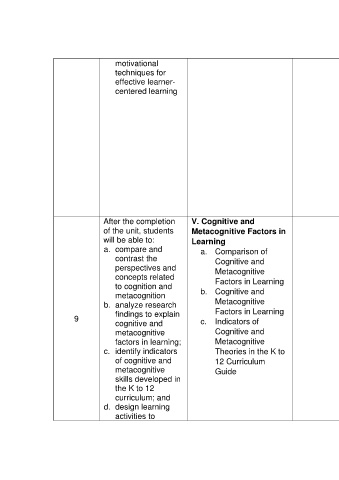 motivational
techniques for
effective learner-
centered learning
9
After the completion
of the unit, students
will be able to:
a. compare and
contrast the
perspectives and
concepts related
to cognition and
metacognition
b. analyze research
findings to explain
cognitive and
metacognitive
factors in learning;
c. identify indicators
of cognitive and
metacognitive
skills developed in
the K to 12
curriculum; and
d. design learning
activities to
V. Cognitive and
Metacognitive Factors in
Learning
a. Comparison of
Cognitive and
Metacognitive
Factors in Learning
b. Cognitive and
Metacognitive
Factors in Learning
c. Indicators of
Cognitive and
Metacognitive
Theories in the K to
12 Curriculum
Guide